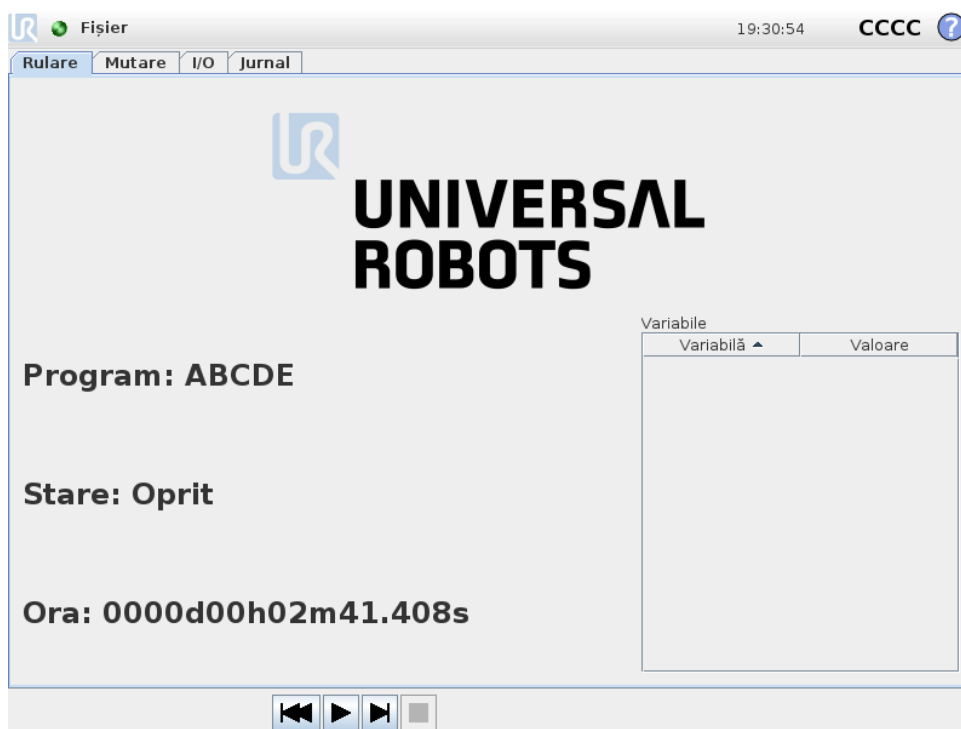 Fișier 19:30:54 CCCC ?
Rulare Mutare I/O Jurnal
UR
UNIVERSAL
ROBOTS
Variabile
Variabilă Valoare
Program: ABCDE
Stare: Oprit
Ora: 0000d00h02m41.408s